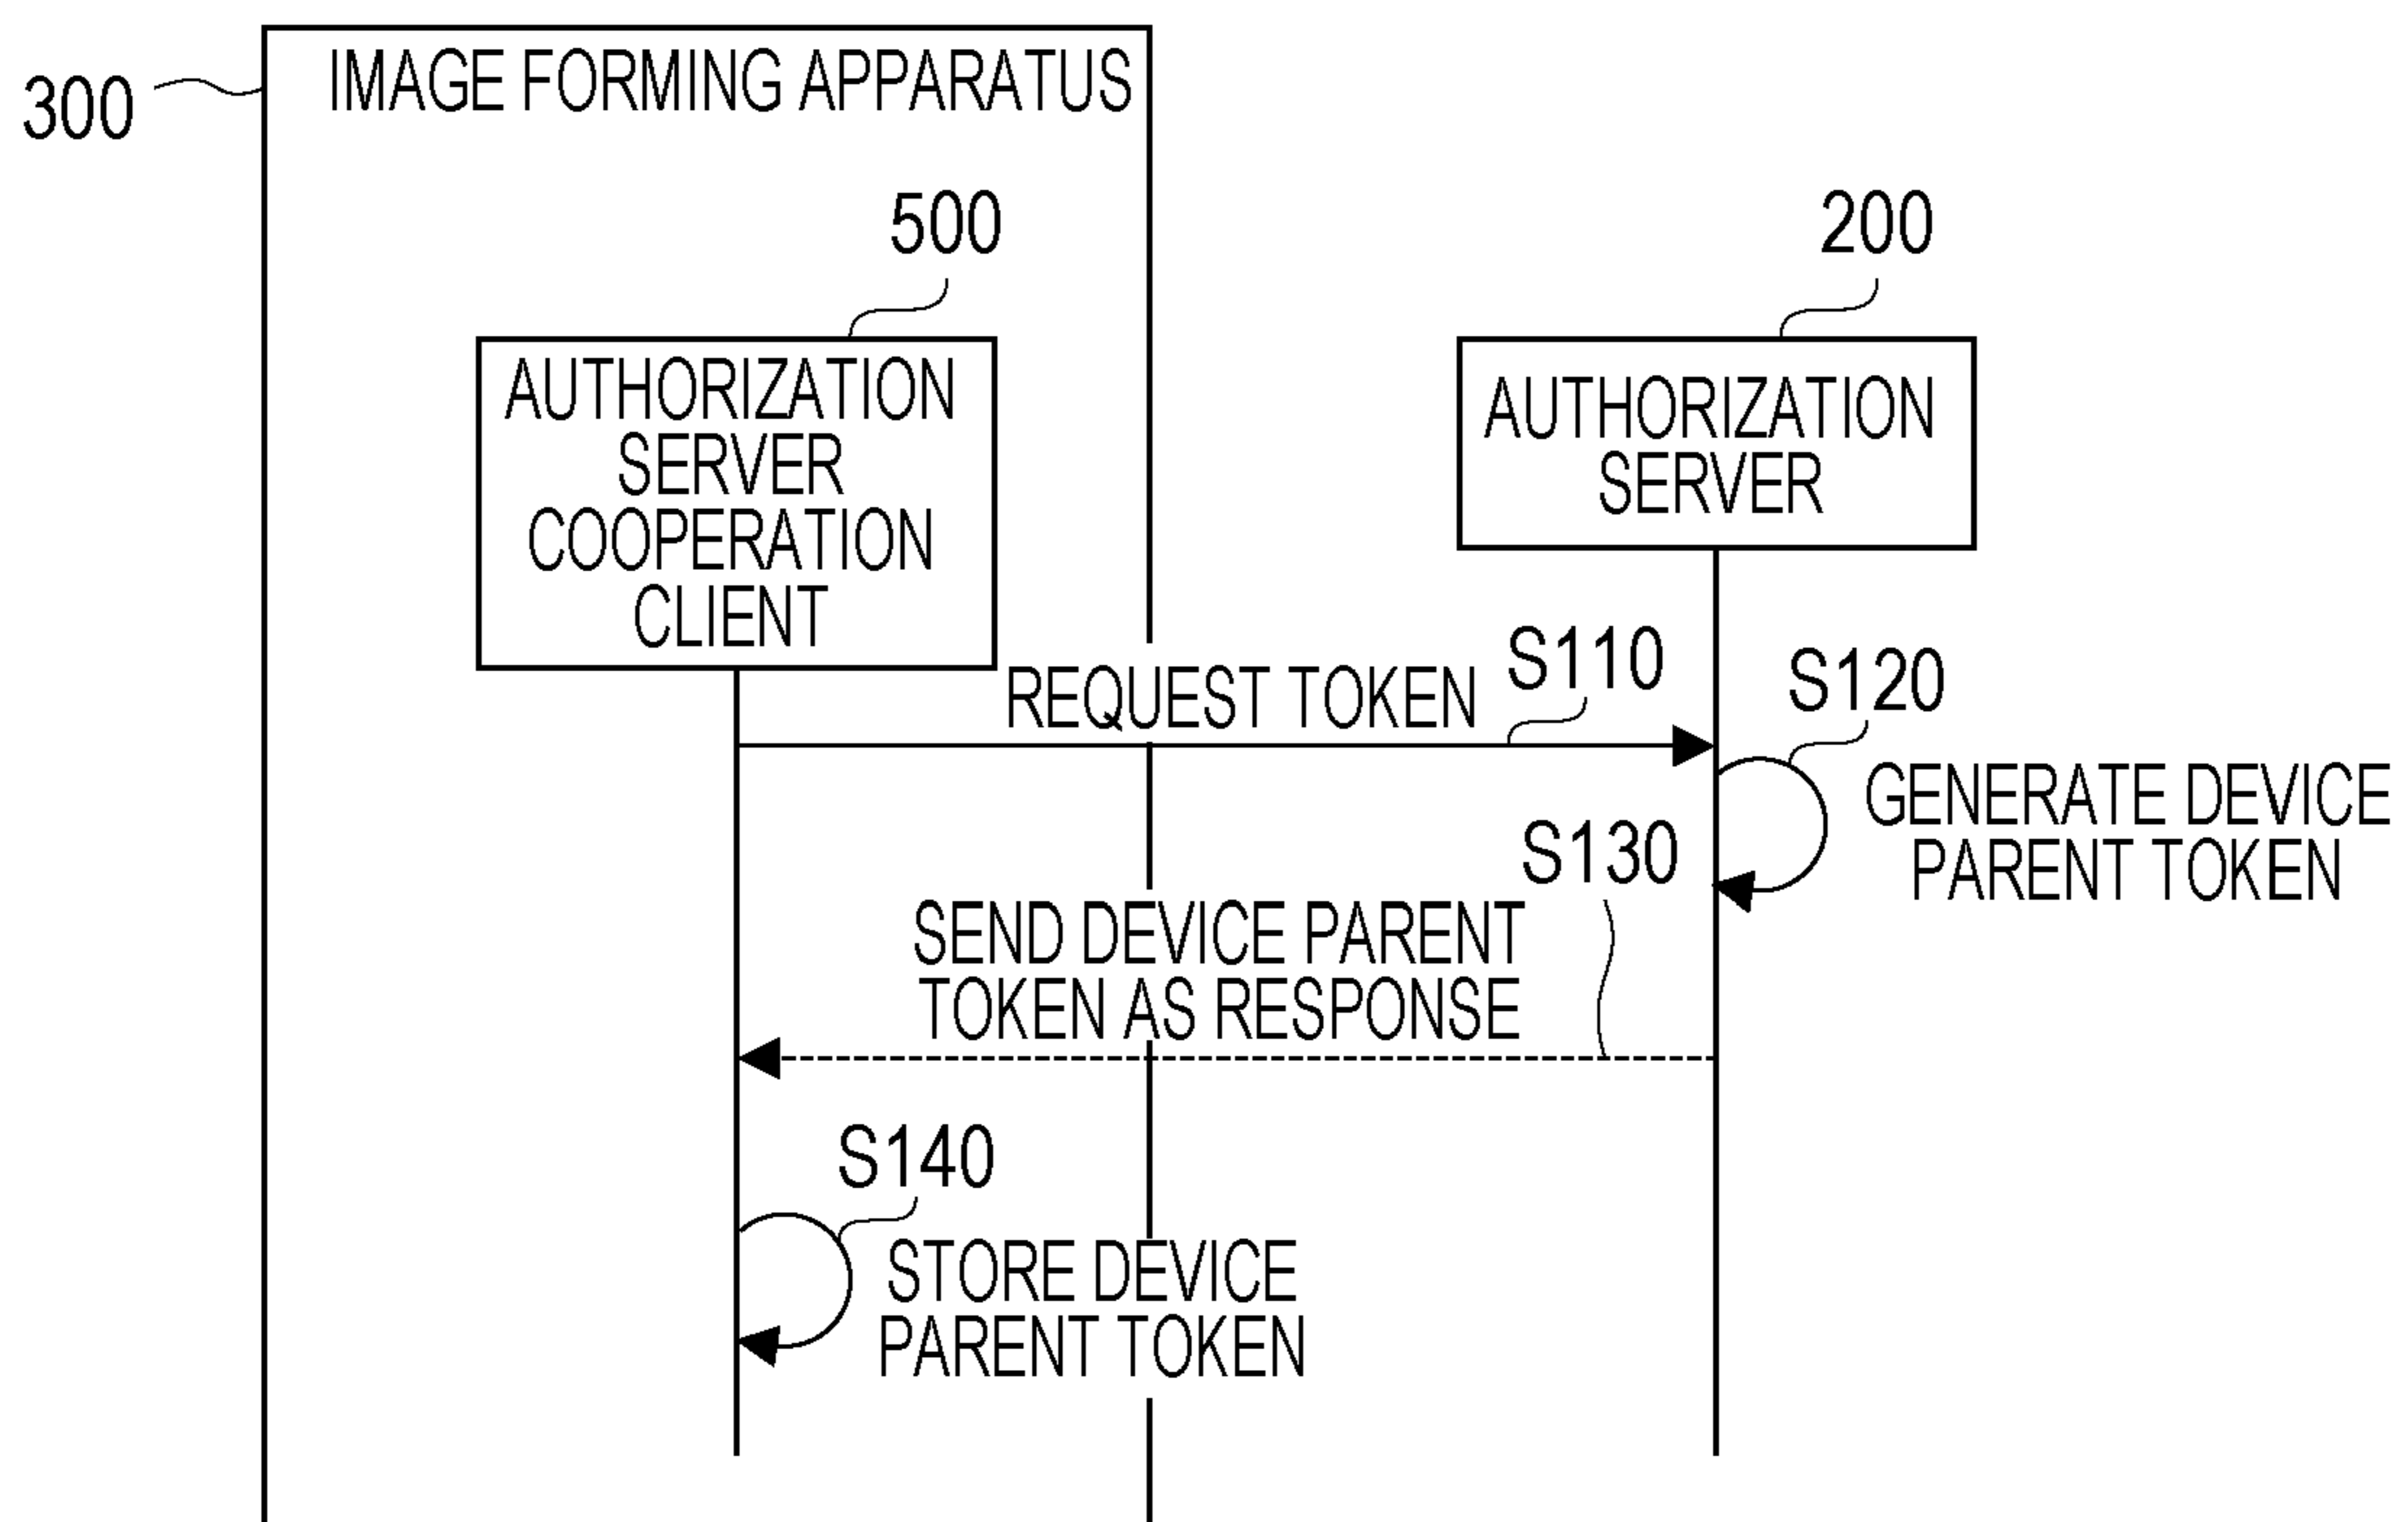 IMAGE FORMING APPARATUS
300
500
200
AUTHORIZATION
SERVER
COOPERATION
CLIENT
AUTHORIZATION
SERVER
REQUEST TOKEN
S110
S120
GENERATE DEVICE
PARENT TOKEN
S130
SEND DEVICE PARENT
TOKEN AS RESPONSE
S140
STORE DEVICE
PARENT TOKEN